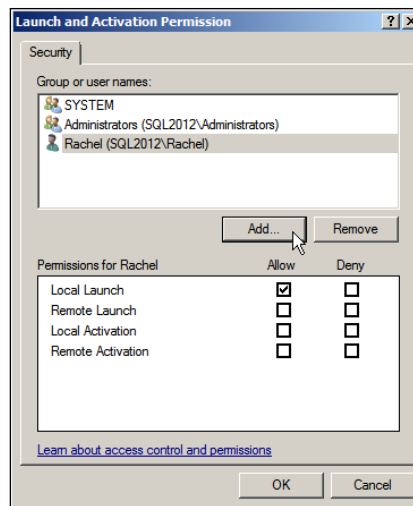 Launch and Activation Permission
Security
Group or user names:
SYSTEM
Administrators (SQL2012\Administrators)
Rachel (SQL2012\Rachel)
Add... Remove
Permissions for Rachel Allow Deny
Local Launch
Remote Launch
Local Activation
Remote Activation
Learn about access control and permissions
OK Cancel